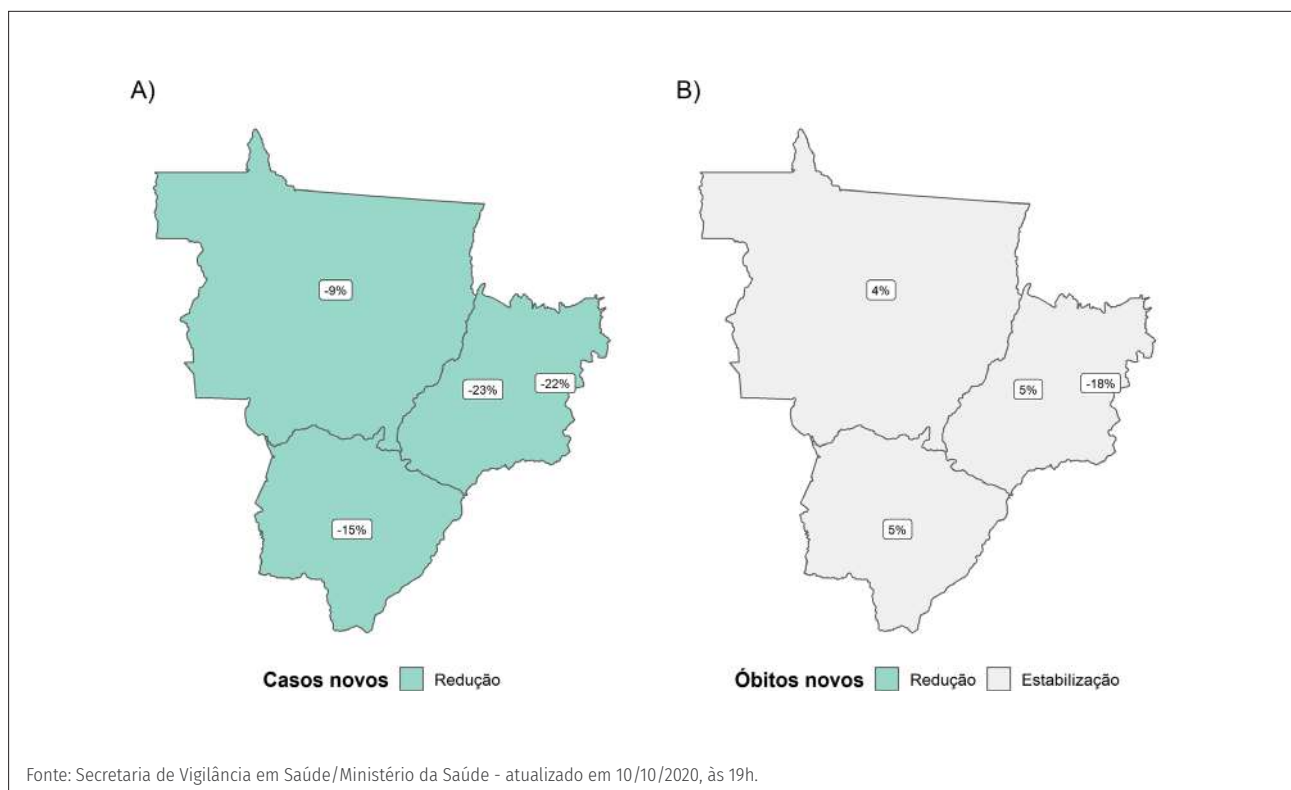 A)
B)
-9%
-23%
-22%
-15%
4%
5%
-18%
5%
Casos novos Redução
Óbitos novos Redução Estabilização
Fonte: Secretaria de Vigilância em Saúde/Ministério da Saúde - atualizado em 10/10/2020, às 19h.